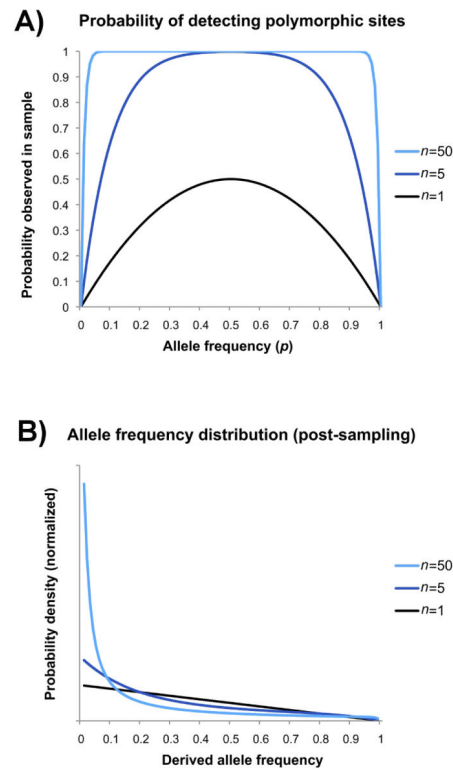 A)
Probability of detecting polymorphic sites
Probability observed in sample
1
0.9
0.8
0.7
0.6
0.5
0.4
0.3
0.2
0.1
0
0 0.1 0.2 0.3 0.4 0.5 0.6 0.7 0.8 0.9 1
Allele frequency (p)
n=50
n=5
n=1
B)
Allele frequency distribution (post-sampling)
Probability density (normalized)
0 0.1 0.2 0.3 0.4 0.5 0.6 0.7 0.8 0.9 1
Derived allele frequency
n=50
n=5
n=1